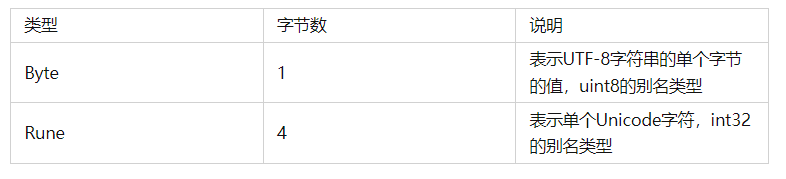 类型 字节数 说明
Byte 1 表示UTF-8字符串的单个字节
的值，uint8的别名类型
Rune 4 表示单个Unicode字符，int32
的别名类型